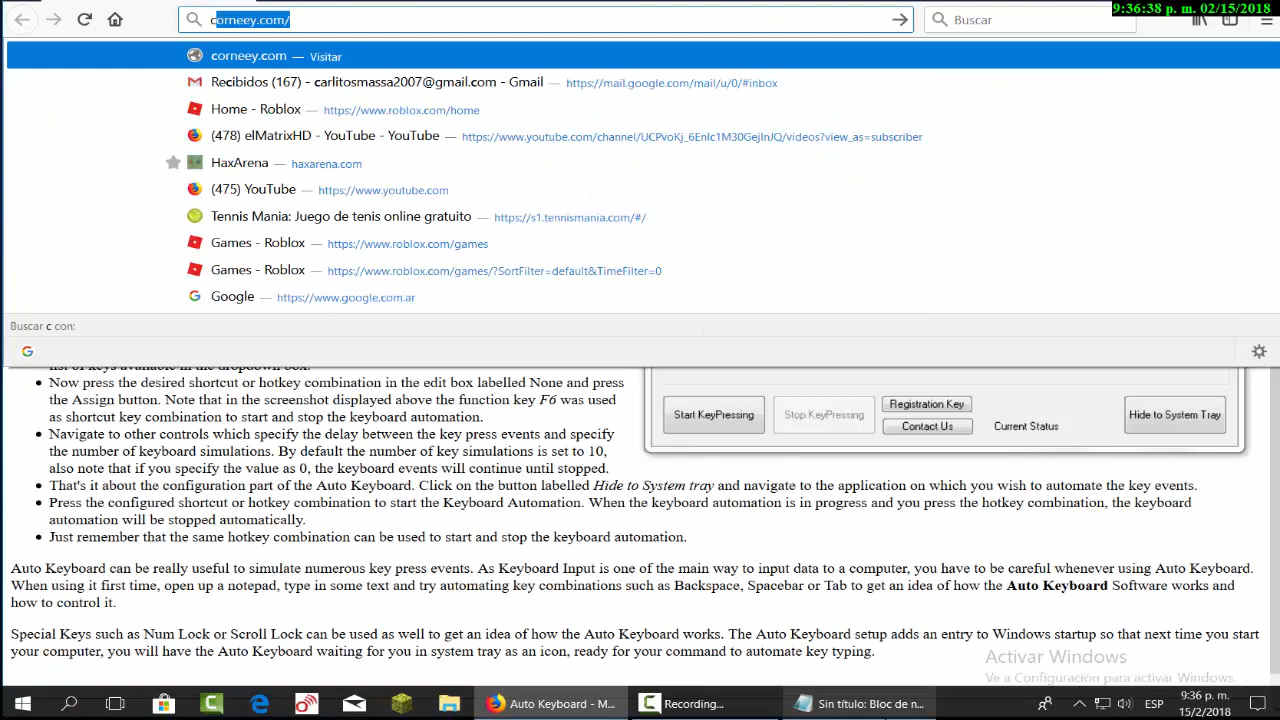 9:36:38 p. m. 02/15/2018
corneey.com/
Buscar
corneey.com — Visitar
Recibidos (167) - carlitosmassa2007@gmail.com - Gmail — https://mail.google.com/mail/u/0/#inbox
Home - Roblox — https://www.roblox.com/home
(478) elMatrixHD - YouTube - YouTube — https://www.youtube.com/channel/UCPvoKj_6EnIc1M30GejInJQ/videos?view_as=subscriber
HaxArena — haxarena.com
(475) YouTube — https://www.youtube.com
Tennis Mania: Juego de tenis online gratuito — https://s1.tennismania.com/#/
Games - Roblox — https://www.roblox.com/games
Games - Roblox — https://www.roblox.com/games/?SortFilter=default&TimeFilter=0
Google — https://www.google.com.ar
Buscar c con:
list of keys available in the dropdown box.
• Now press the desired shortcut or hotkey combination in the edit box labelled None and press
the Assign button. Note that in the screenshot displayed above the function key F6 was used
as shortcut key combination to start and stop the keyboard automation.
• Navigate to other controls which specify the delay between the key press events and specify
the number of keyboard simulations. By default the number of key simulations is set to 10,
also note that if you specify the value as 0, the keyboard events will continue until stopped.
Start KeyPressing
Stop KeyPressing
Registration Key
Contact Us
Current Status
Hide to System Tray
• That's it about the configuration part of the Auto Keyboard. Click on the button labelled Hide to System tray and navigate to the application on which you wish to automate the key events.
• Press the configured shortcut or hotkey combination to start the Keyboard Automation. When the keyboard automation is in progress and you press the hotkey combination, the keyboard
automation will be stopped automatically.
• Just remember that the same hotkey combination can be used to start and stop the keyboard automation.
Auto Keyboard can be really useful to simulate numerous key press events. As Keyboard Input is one of the main way to input data to a computer, you have to be careful whenever using Auto Keyboard.
When using it first time, open up a notepad, type in some text and try automating key combinations such as Backspace, Spacebar or Tab to get an idea of how the Auto Keyboard Software works and
how to control it.
Special Keys such as Num Lock or Scroll Lock can be used as well to get an idea of how the Auto Keyboard works. The Auto Keyboard setup adds an entry to Windows startup so that next time you start
your computer, you will have the Auto Keyboard waiting for you in system tray as an icon, ready for your command to automate key typing.
Activar Windows
Ve a Configuración para activar Windows.
Auto Keyboard - M...
Recording...
Sin título: Bloc de n...
ESP
9:36 p. m.
15/2/2018